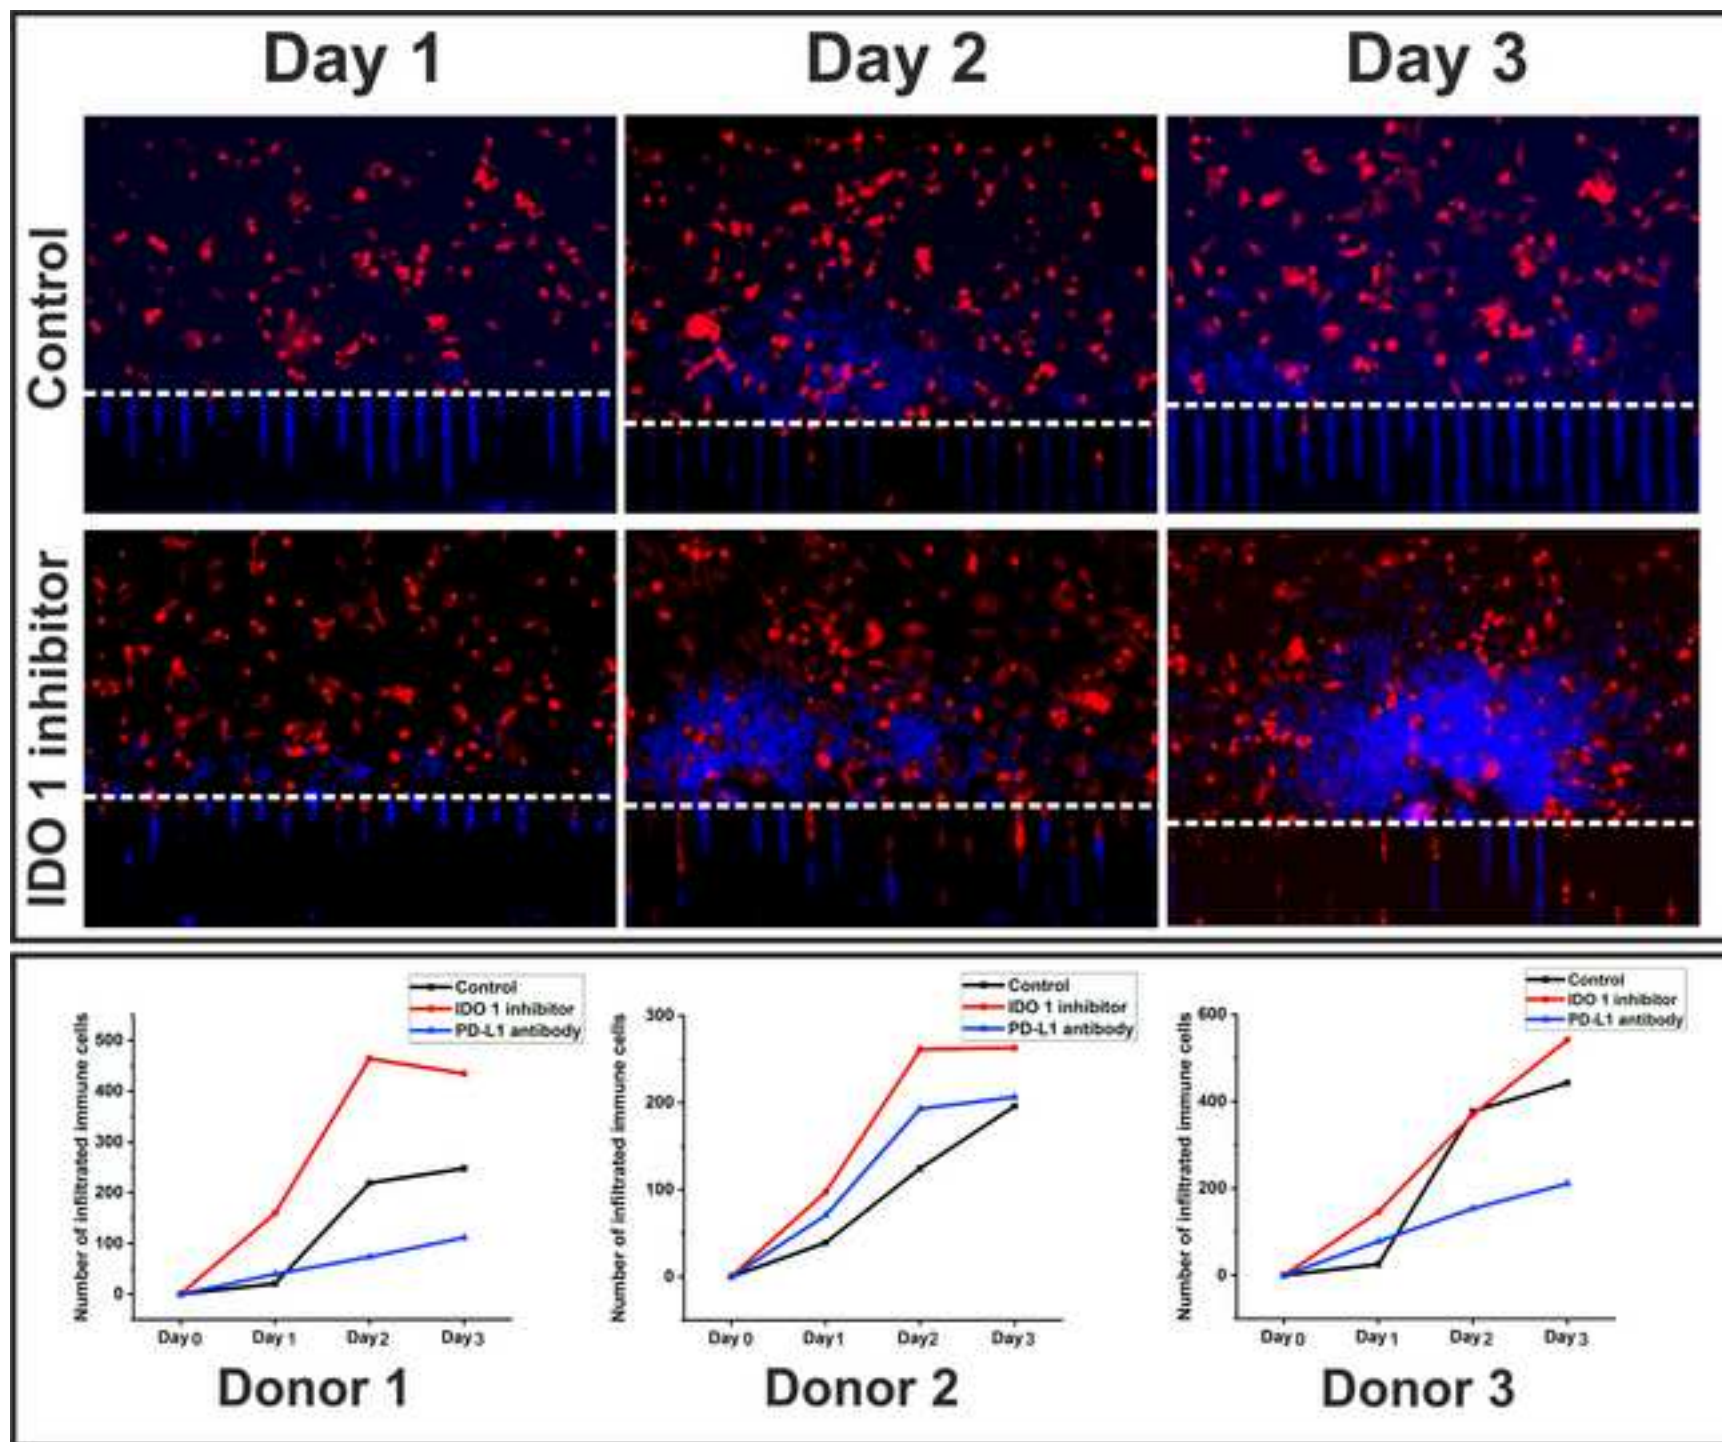 Day 1
Day 2
Day 3
Control
IDO 1 inhibitor
Control
IDO 1 inhibitor
PD-L1 antibody
Number of infiltrated immune cells
500
400
300
200
100
0
Day 0
Day 1
Day 2
Day 3
Donor 1
Control
IDO 1 inhibitor
PD-L1 antibody
Number of infiltrated immune cells
300
200
100
0
Day 0
Day 1
Day 2
Day 3
Donor 2
Control
IDO 1 inhibitor
PD-L1 antibody
Number of infiltrated immune cells
600
400
200
0
Day 0
Day 1
Day 2
Day 3
Donor 3